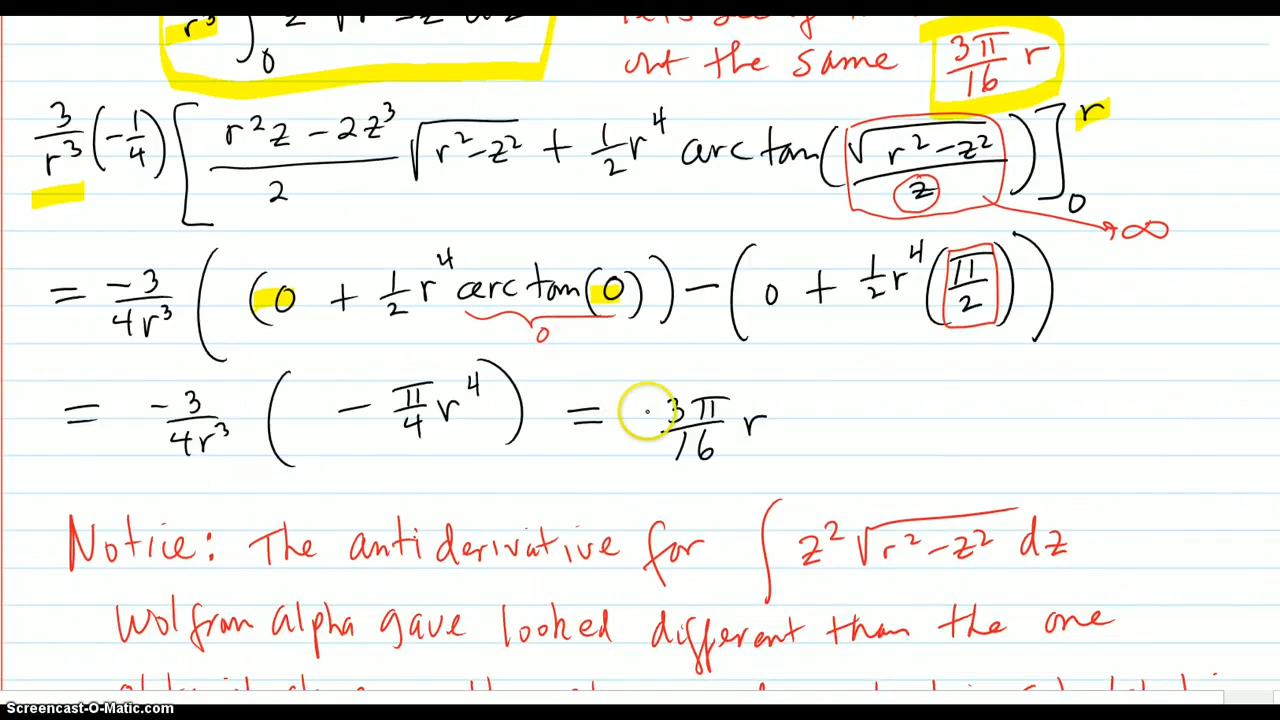 r³ ∫₀
out the same 3π/16 r
3/r³ (-1/4) [ (r²z - 2z³)/2 √(r²-z²) + 1/2 r⁴ arctan( √(r²-z²)/z ) ]₀ʳ
→ ∞
= -3/4r³ ( (0 + 1/2 r⁴ arctan(0)) - (0 + 1/2 r⁴ (π/2)) )
0
= -3/4r³ ( - π/4 r⁴ ) = 3π/16 r
Notice: The antiderivative for ∫ z² √(r²-z²) dz
Wolfram alpha gave looked different than the one
Screencast-O-Matic.com